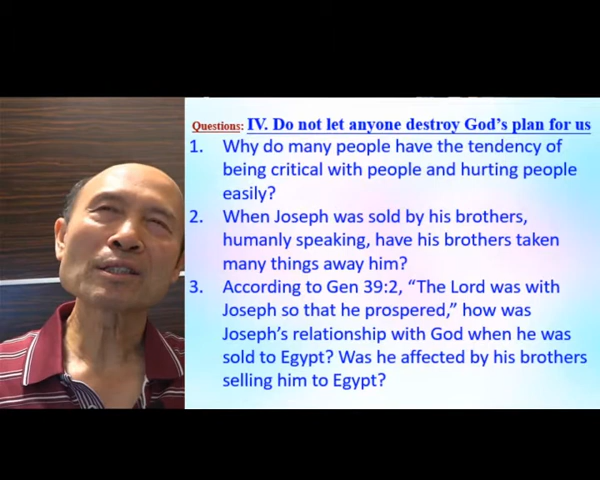 Questions: IV. Do not let anyone destroy God's plan for us
1. Why do many people have the tendency of
being critical with people and hurting people
easily?
2. When Joseph was sold by his brothers,
humanly speaking, have his brothers taken
many things away him?
3. According to Gen 39:2, “The Lord was with
Joseph so that he prospered,” how was
Joseph's relationship with God when he was
sold to Egypt? Was he affected by his brothers
selling him to Egypt?